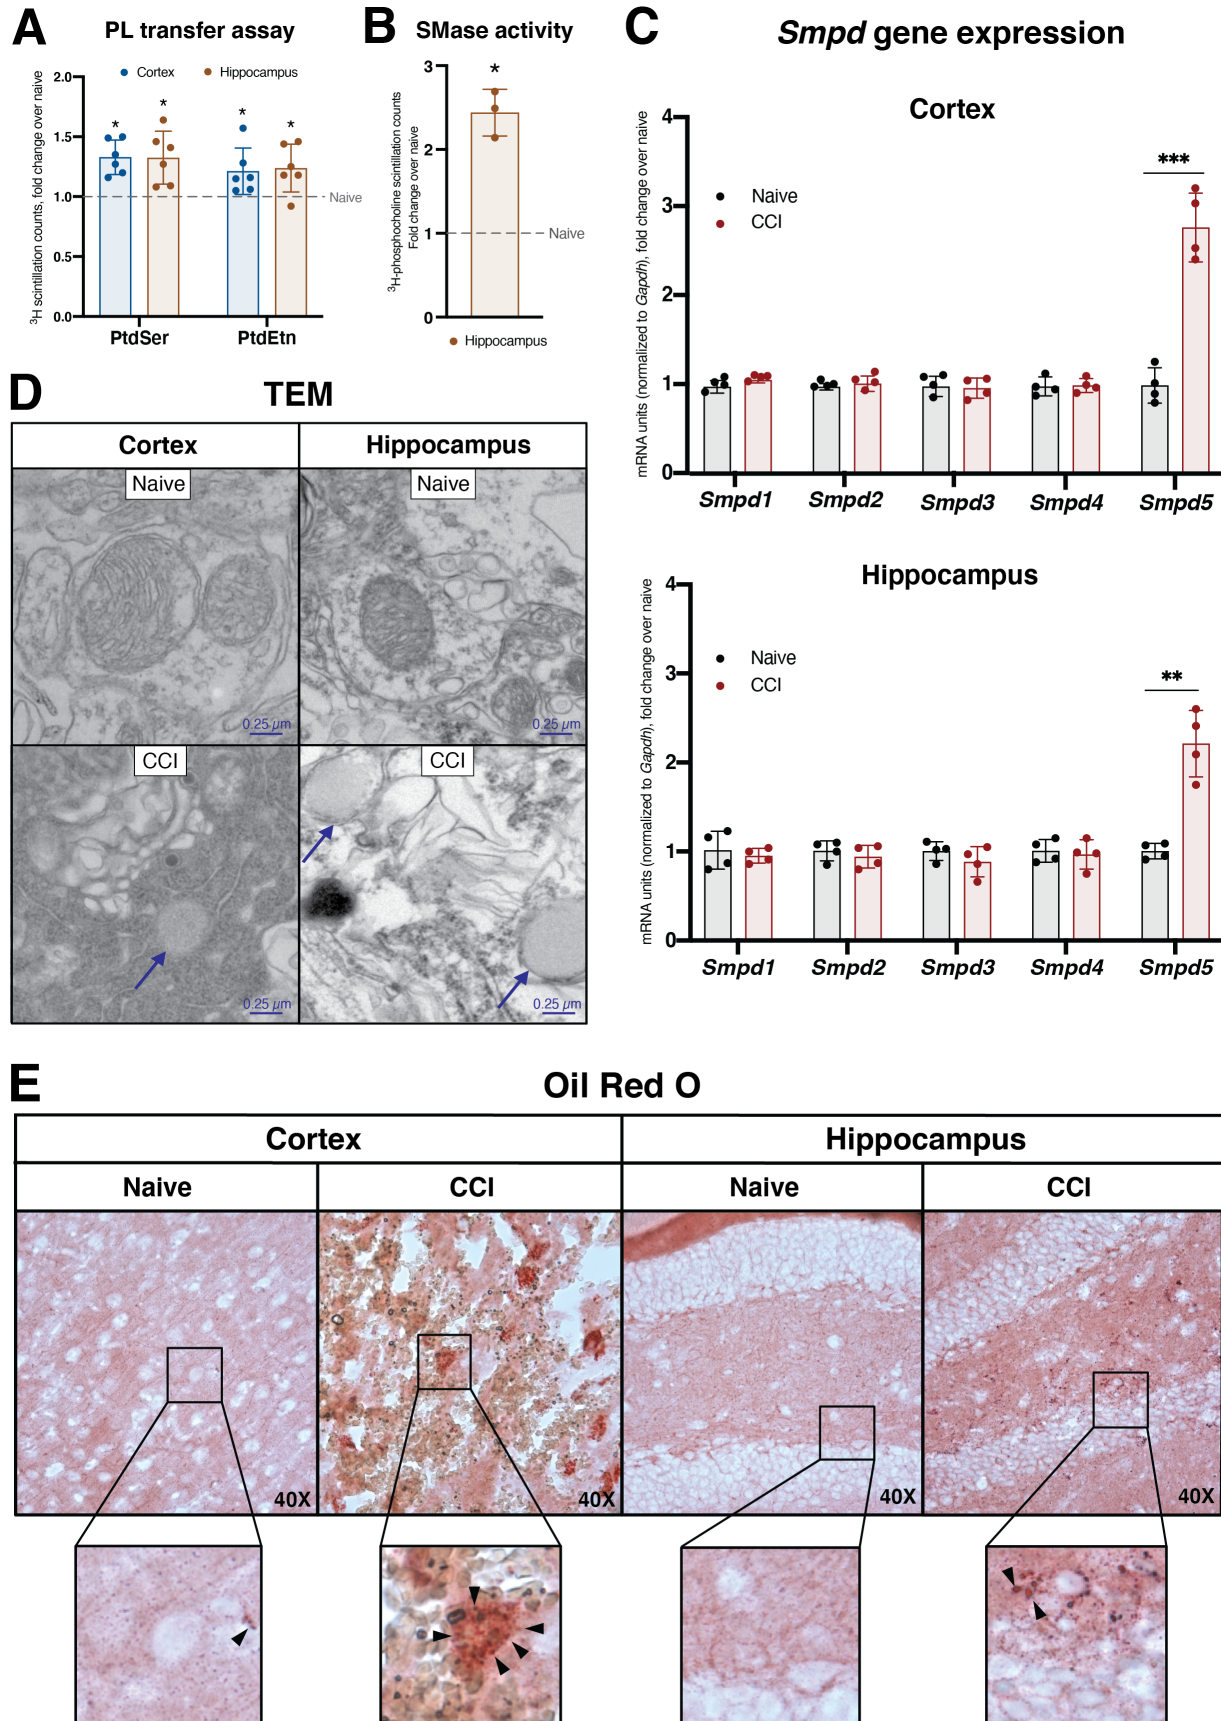 A
PL transfer assay
Cortex
Hippocampus
³H scintillation counts, fold change over naive
2.0
1.5
1.0
0.5
0.0
* * * *
Naive
PtdSer
PtdEtn
B
SMase activity
³H-phosphocholine scintillation counts
Fold change over naive
3
2
1
0
*
Naive
Hippocampus
C
Smpd gene expression
Cortex
mRNA units (normalized to Gapdh), fold change over naive
4
3
2
1
0
Naive
CCI
***
Smpd1
Smpd2
Smpd3
Smpd4
Smpd5
Hippocampus
mRNA units (normalized to Gapdh), fold change over naive
4
3
2
1
0
Naive
CCI
**
Smpd1
Smpd2
Smpd3
Smpd4
Smpd5
D
TEM
Cortex
Hippocampus
Naive
Naive
0.25 µm
0.25 µm
CCI
CCI
0.25 µm
0.25 µm
E
Oil Red O
Cortex
Hippocampus
Naive
CCI
Naive
CCI
40X
40X
40X
40X